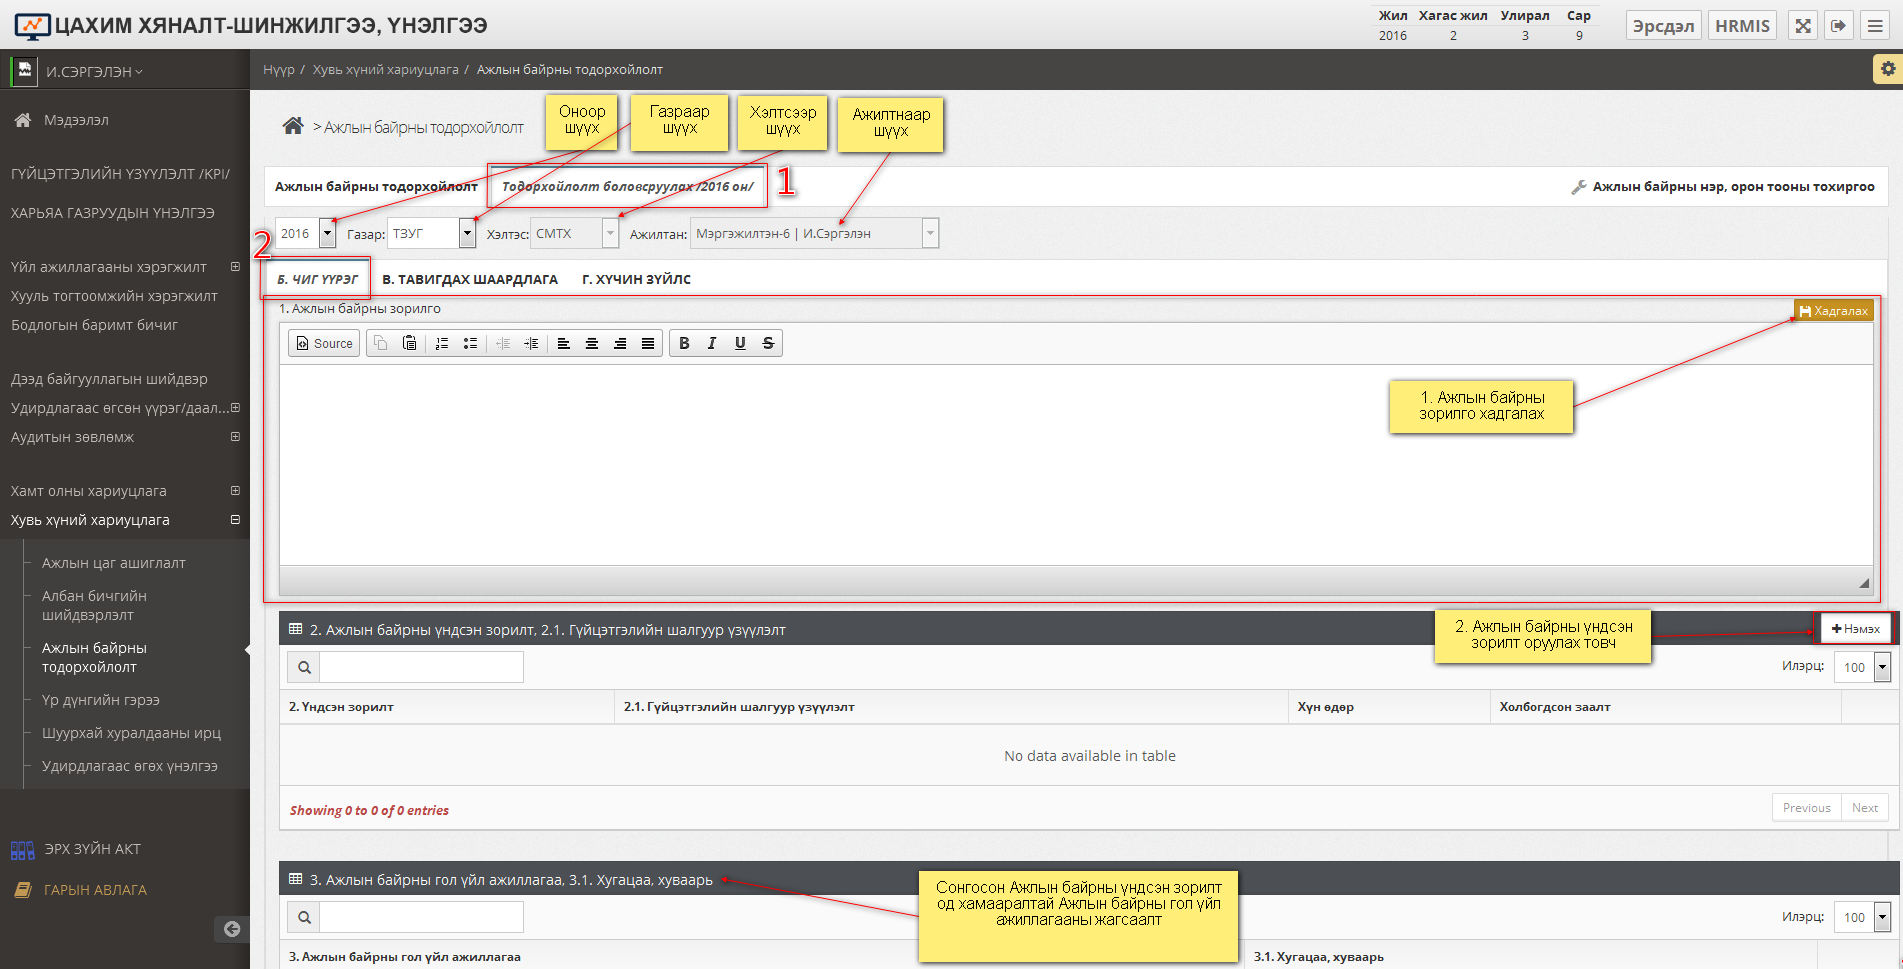 ЦАХИМ ХЯНАЛТ-ШИНЖИЛГЭЭ, ҮНЭЛГЭЭ
Жил Хагас жил Улирал Сар
2016 2 3 9
Эрсдэл HRMIS
И.СЭРГЭЛЭН
Нүүр / Хувь хүний хариуцлага / Ажлын байрны тодорхойлолт
Мэдээлэл
ГҮЙЦЭТГЭЛИЙН ҮЗҮҮЛЭЛТ /KPI/
ХАРЬЯА ГАЗРУУДЫН ҮНЭЛГЭЭ
Үйл ажиллагааны хэрэгжилт
Хууль тогтоомжийн хэрэгжилт
Бодлогын баримт бичиг
Дээд байгууллагын шийдвэр
Удирдлагаас өгсөн үүрэг/даал...
Аудитын зөвлөмж
Хамт олны хариуцлага
Хувь хүний хариуцлага
Ажлын цаг ашиглалт
Албан бичгийн
шийдвэрлэлт
Ажлын байрны
тодорхойлолт
Үр дүнгийн гэрээ
Шуурхай хуралдааны ирц
Удирдлагаас өгөх үнэлгээ
ЭРХ ЗҮЙН АКТ
ГАРЫН АВЛАГА
> Ажлын байрны тодорхойлолт
Оноор
шүүх
Газраар
шүүх
Хэлтсээр
шүүх
Ажилтнаар
шүүх
Ажлын байрны тодорхойлолт
Тодорхойлолт боловсруулах /2016 он/
1
Ажлын байрны нэр, орон тооны тохиргоо
2016 Газар: ТЗУГ Хэлтэс: СМТХ Ажилтан: Мэргэжилтэн-6 | И.Сэргэлэн
2
Б. ЧИГ ҮҮРЭГ В. ТАВИГДАХ ШААРДЛАГА Г. ХҮЧИН ЗҮЙЛС
1. Ажлын байрны зорилго
Хадгалах
Source
B I U S
1. Ажлын байрны
зорилго хадгалах
2. Ажлын байрны үндсэн зорилт, 2.1. Гүйцэтгэлийн шалгуур үзүүлэлт
2. Ажлын байрны үндсэн
зорилт оруулах товч
Нэмэх
Илэрц: 100
2. Үндсэн зорилт 2.1. Гүйцэтгэлийн шалгуур үзүүлэлт Хүн өдөр Холбогдсон заалт
No data available in table
Showing 0 to 0 of 0 entries
Previous Next
3. Ажлын байрны гол үйл ажиллагаа, 3.1. Хугацаа, хуваарь
Сонгосон Ажлын байрны үндсэн зорилт
од хамааралтай Ажлын байрны гол үйл
ажиллагааны жагсаалт
Илэрц: 100
3. Ажлын байрны гол үйл ажиллагаа 3.1. Хугацаа, хуваарь